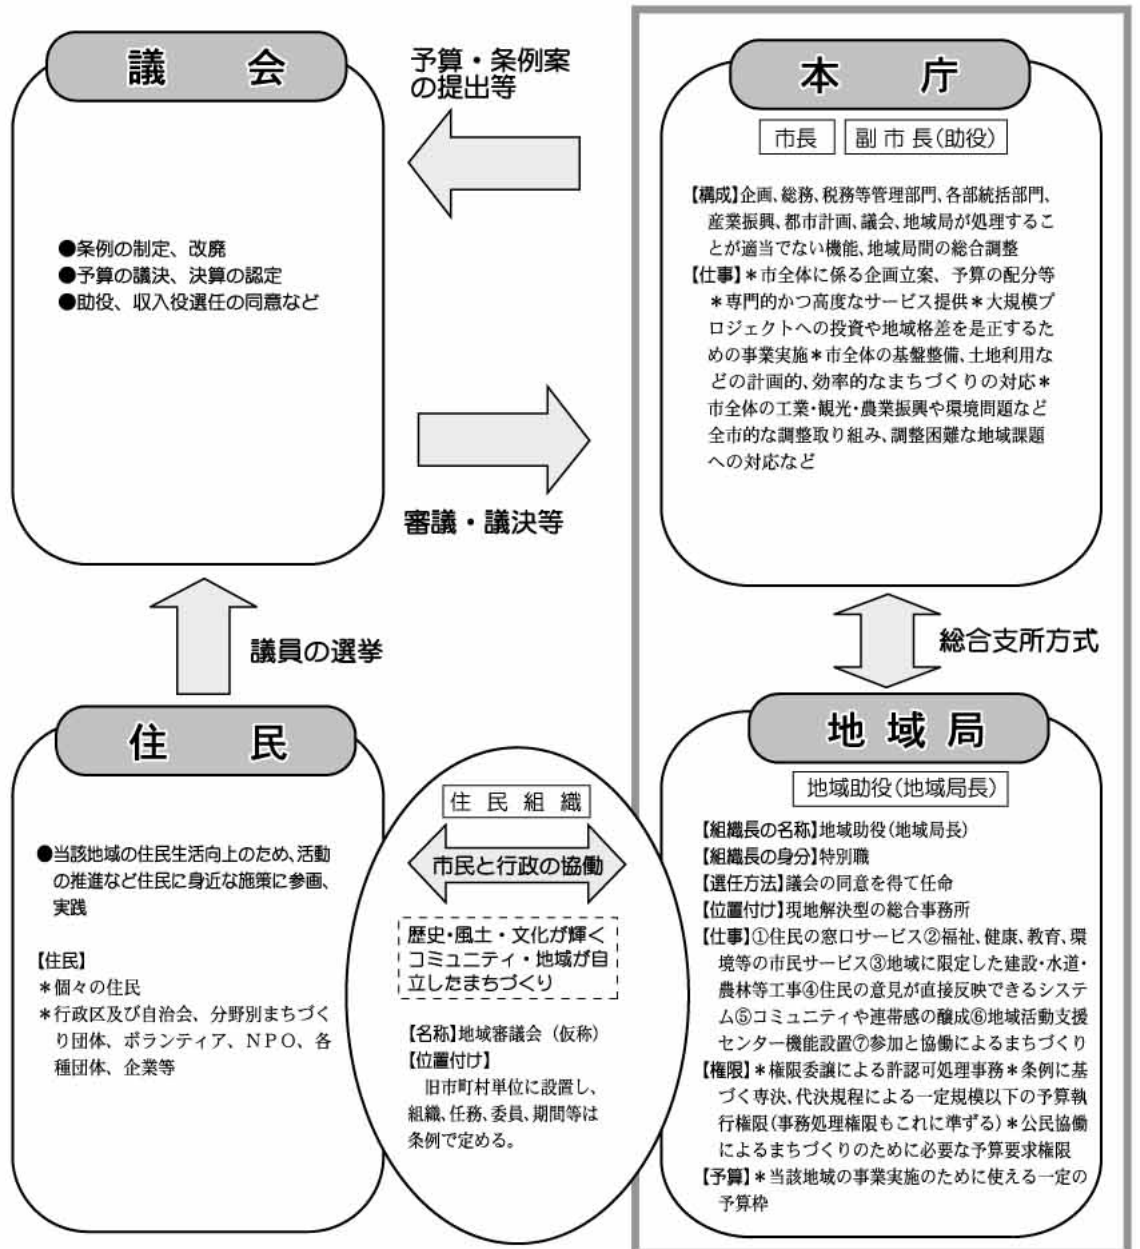 議会
●条例の制定、改廃
●予算の議決、決算の認定
●助役、収入役選任の同意など
予算・条例案
の提出等
審議・議決等
本庁
市長
副市長(助役)
【構成】企画、総務、税務等管理部門、各部統括部門、
産業振興、都市計画、議会、地域局が処理するこ
とが適当でない機能、地域局間の総合調整
【仕事】＊市全体に係る企画立案、予算の配分等
＊専門的かつ高度なサービス提供＊大規模プ
ロジェクトへの投資や地域格差を是正するた
めの事業実施＊市全体の基盤整備、土地利用な
どの計画的、効率的なまちづくりの対応＊
市全体の工業・観光・農業振興や環境問題など
全市的な調整取り組み、調整困難な地域課題
への対応など
議員の選挙
総合支所方式
住民
●当該地域の住民生活向上のため、活動
の推進など住民に身近な施策に参画、
実践
【住民】
＊個々の住民
＊行政区及び自治会、分野別まちづく
り団体、ボランティア、ＮＰＯ、各
種団体、企業等
住民組織
市民と行政の協働
歴史・風土・文化が輝く
コミュニティ・地域が自
立したまちづくり
【名称】地域審議会（仮称）
【位置付け】
旧市町村単位に設置し、
組織、任務、委員、期間等は
条例で定める。
地域局
地域助役(地域局長)
【組織長の名称】地域助役(地域局長)
【組織長の身分】特別職
【選任方法】議会の同意を得て任命
【位置付け】現地解決型の総合事務所
【仕事】①住民の窓口サービス②福祉、健康、教育、環
境等の市民サービス③地域に限定した建設・水道・
農林等工事④住民の意見が直接反映できるシステ
ム⑤コミュニティや連帯感の醸成⑥地域活動支援
センター機能設置⑦参加と協働によるまちづくり
【権限】＊権限委譲による許認可処理事務＊条例に基
づく専決、代決規程による一定規模以下の予算執
行権限(事務処理権限もこれに準ずる)＊公民協働
によるまちづくりのために必要な予算要求権限
【予算】＊当該地域の事業実施のために使える一定の
予算枠